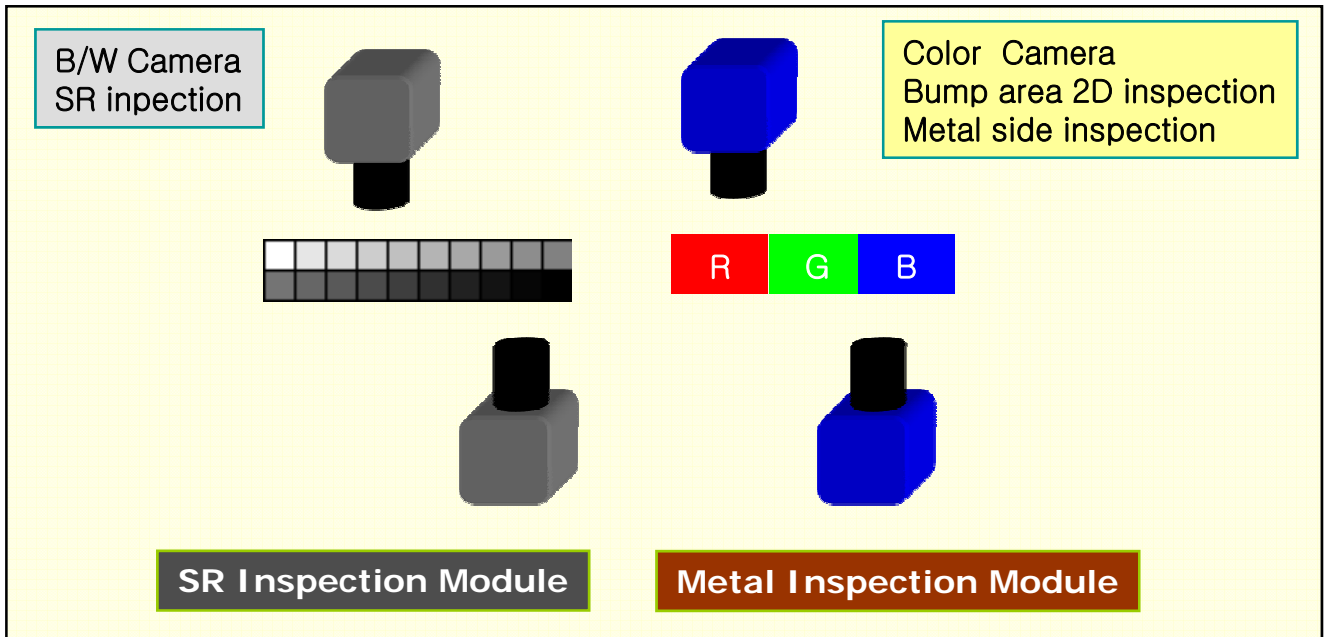 B/W Camera
SR inpection
Color Camera
Bump area 2D inspection
Metal side inspection
R G B
SR Inspection Module
Metal Inspection Module